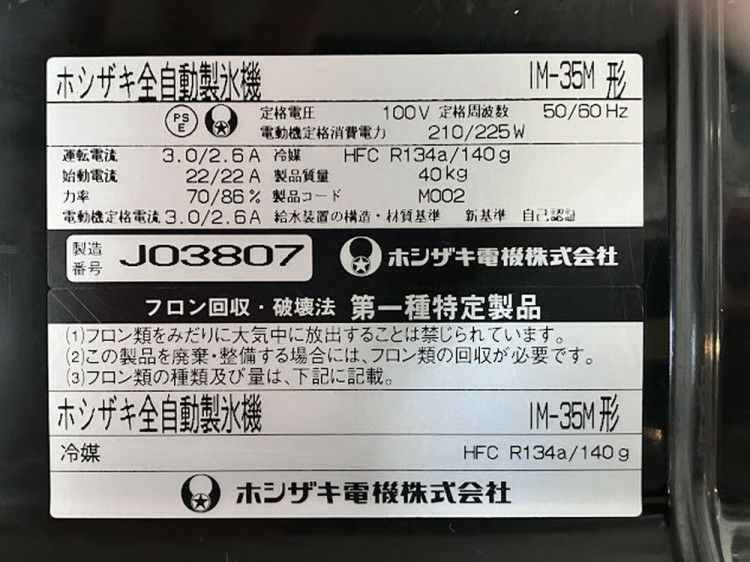 ホシザキ全自動製氷機 IM-35M 形
PS E 定格電圧 100V 定格周波数 50/60Hz
電動機定格消費電力 210/225W
運転電流 3.0/2.6A 冷媒 HFC R134a/140g
始動電流 22/22A 製品質量 40kg
力率 70/86% 製品コード M002
電動機定格電流 3.0/2.6A 給水装置の構造・材質基準 新基準 自己認証
製造番号 J03807 ホシザキ電機株式会社
フロン回収・破壊法 第一種特定製品
(1)フロン類をみだりに大気中に放出することは禁じられています。
(2)この製品を廃棄・整備する場合には、フロン類の回収が必要です。
(3)フロン類の種類及び量は、下記に記載。
ホシザキ全自動製氷機 IM-35M 形
冷媒 HFC R134a/140g
ホシザキ電機株式会社